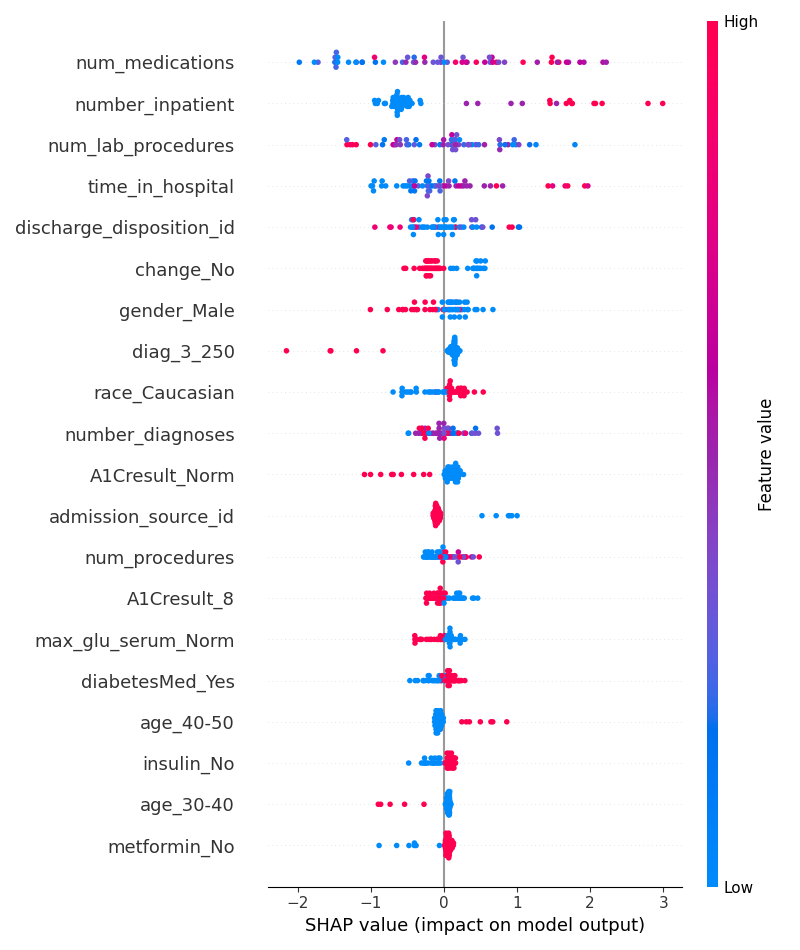 High
num_medications
number_inpatient
num_lab_procedures
time_in_hospital
discharge_disposition_id
change_No
gender_Male
diag_3_250
race_Caucasian
number_diagnoses
A1Cresult_Norm
admission_source_id
num_procedures
A1Cresult_8
max_glu_serum_Norm
diabetesMed_Yes
age_40-50
insulin_No
age_30-40
metformin_No
Feature value
Low
−2 −1 0 1 2 3
SHAP value (impact on model output)